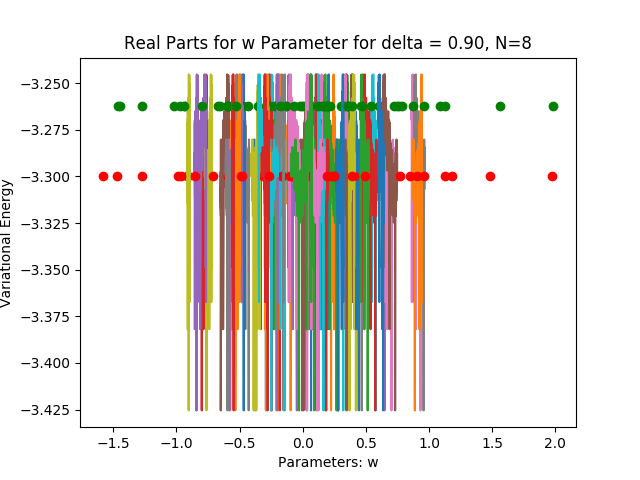 Real Parts for w Parameter for delta = 0.90, N=8
Variational Energy
−3.250
−3.275
−3.300
−3.325
−3.350
−3.375
−3.400
−3.425
−1.5 −1.0 −0.5 0.0 0.5 1.0 1.5 2.0
Parameters: w